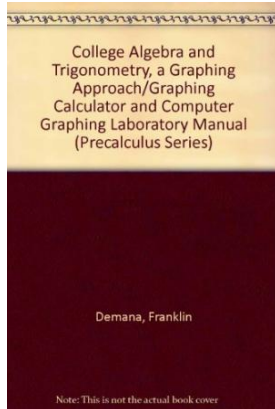 College Algebra and
Trigonometry, a Graphing
Approach/Graphing
Calculator and Computer
Graphing Laboratory Manual
(Precalculus Series)
Demana, Franklin
Note: This is not the actual book cover